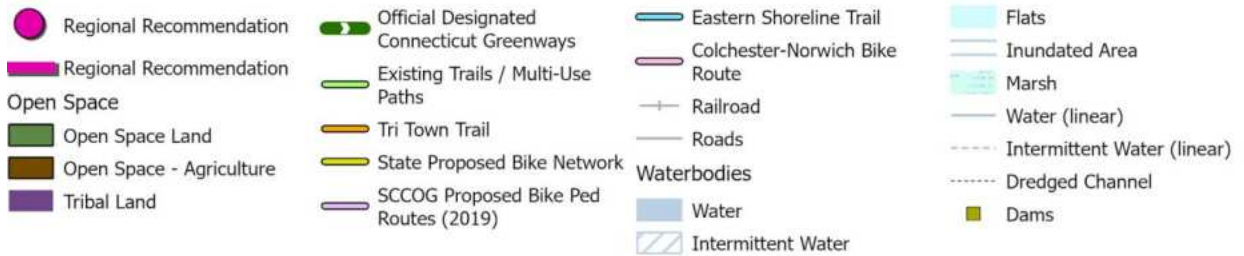 Regional Recommendation
Regional Recommendation
Open Space
Open Space Land
Open Space - Agriculture
Tribal Land
Official Designated
Connecticut Greenways
Existing Trails / Multi-Use
Paths
Tri Town Trail
State Proposed Bike Network
SCCOG Proposed Bike Ped
Routes (2019)
Eastern Shoreline Trail
Colchester-Norwich Bike
Route
Railroad
Roads
Waterbodies
Water
Intermittent Water
Flats
Inundated Area
Marsh
Water (linear)
Intermittent Water (linear)
Dredged Channel
Dams